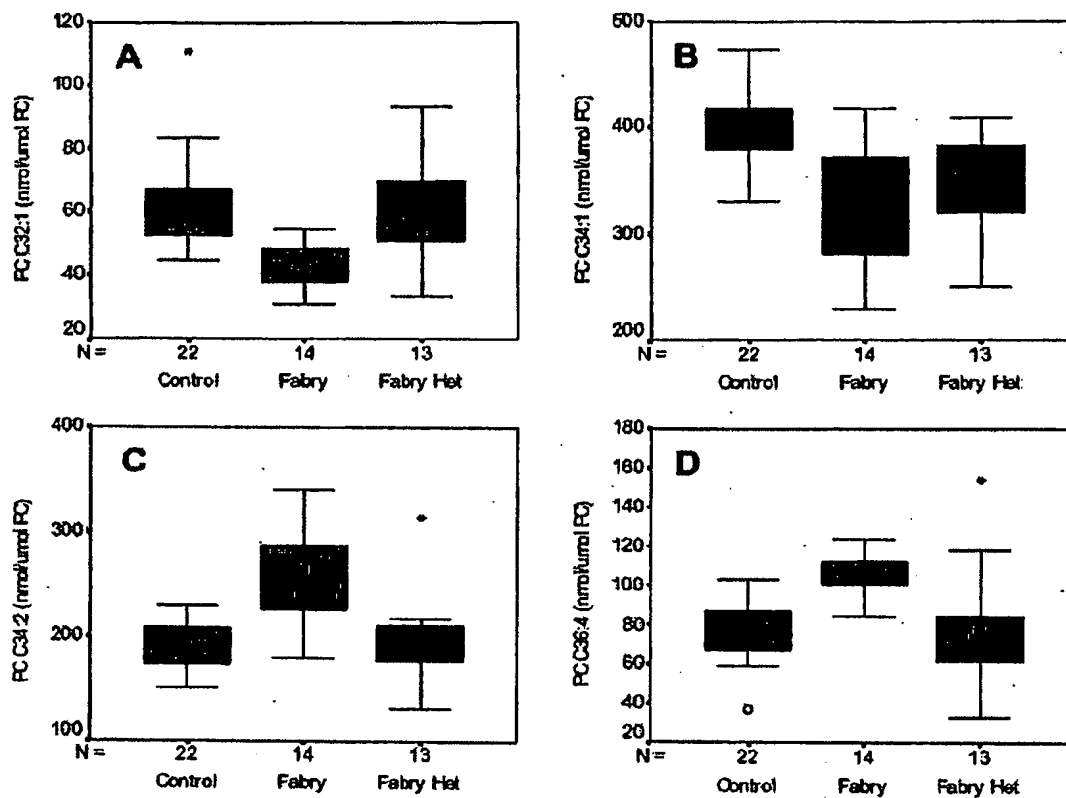 A
PC C32:1 (nmol/umol PC)
120
100
80
60
40
20
N = 22 14 13
Control Fabry Fabry Het
B
PC C34:1 (nmol/umol PC)
500
400
300
200
N = 22 14 13
Control Fabry Fabry Het
C
PC C34:2 (nmol/umol PC)
400
300
200
100
N = 22 14 13
Control Fabry Fabry Het
D
PC C36:4 (nmol/umol PC)
180
160
140
120
100
80
60
40
20
N = 22 14 13
Control Fabry Fabry Het